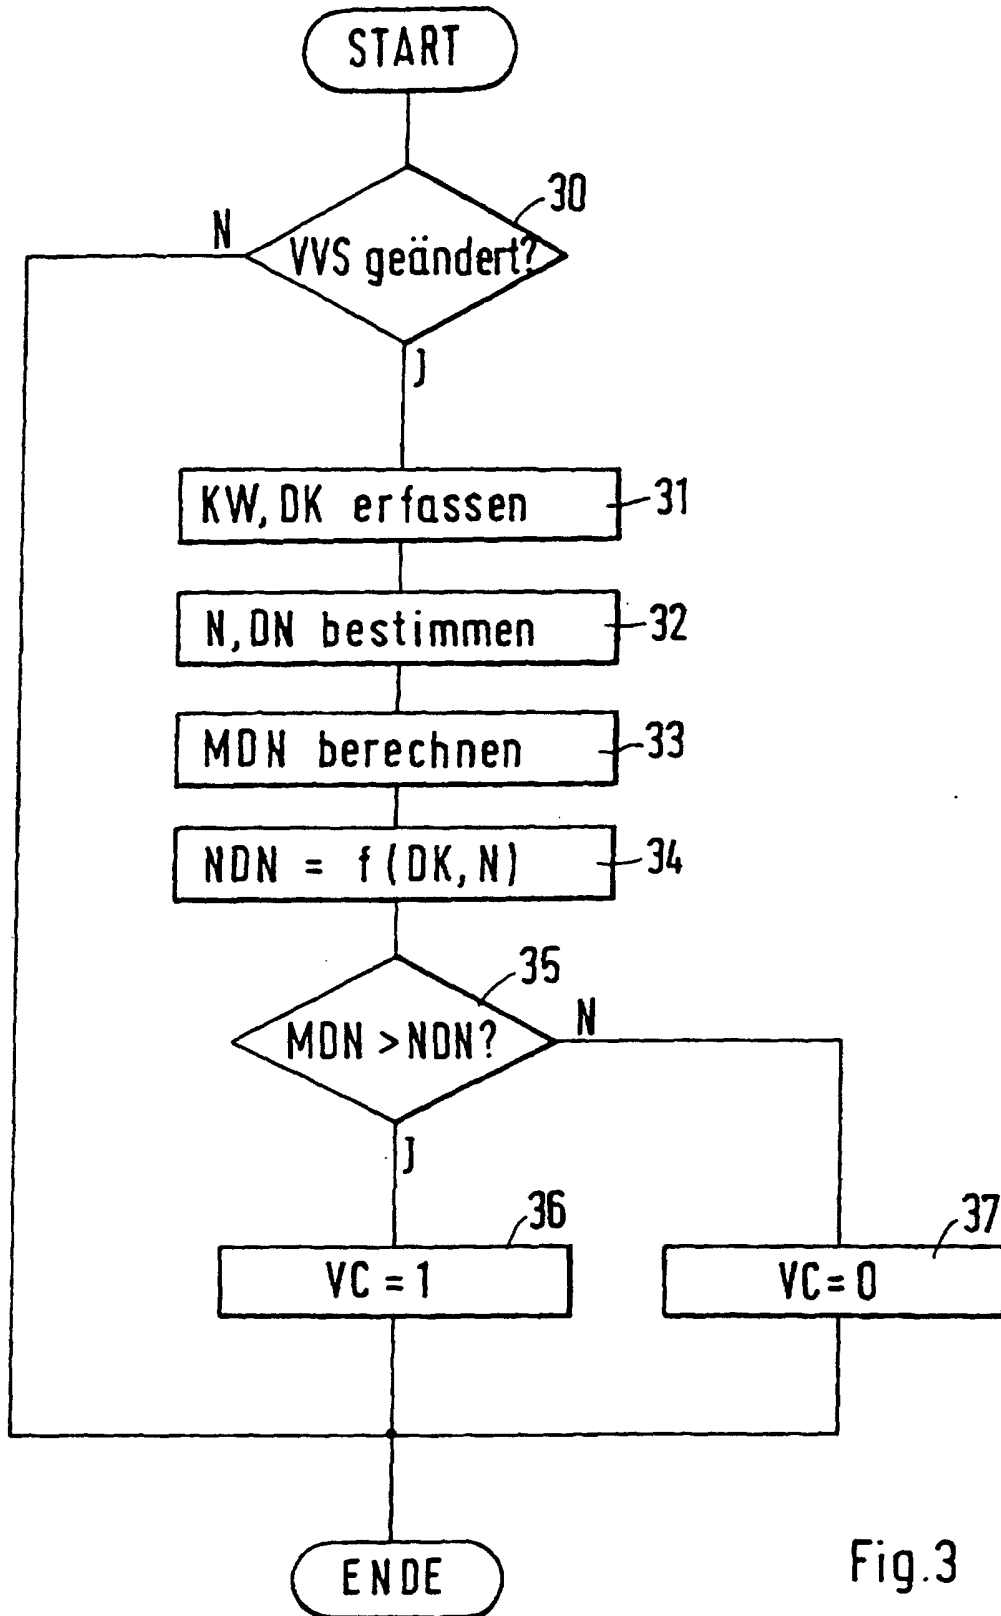 START
30
N
VVS geändert?
J
KW, DK erfassen
31
N, DN bestimmen
32
MDN berechnen
33
NDN = f (DK, N)
34
35
MDN > NDN?
N
J
36
VC = 1
37
VC = 0
ENDE
Fig.3